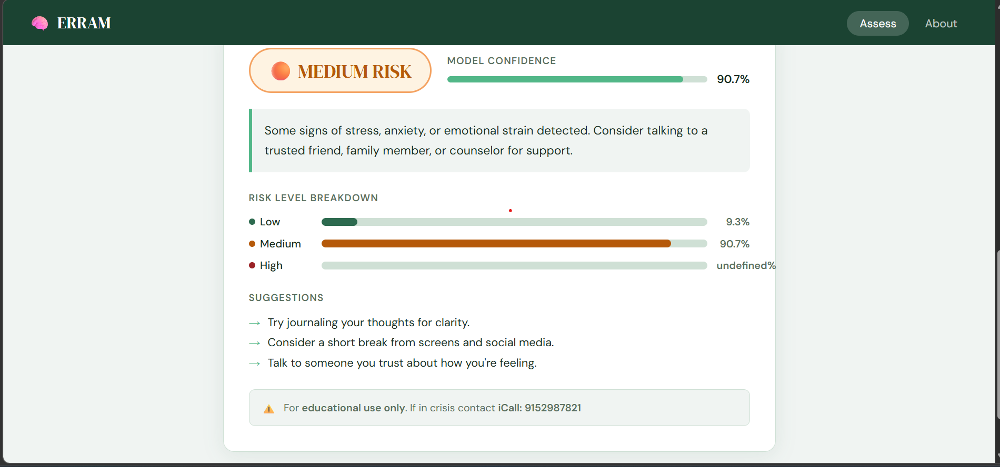 ERRAM
Assess
About
MEDIUM RISK
MODEL CONFIDENCE
90.7%
Some signs of stress, anxiety, or emotional strain detected. Consider talking to a
trusted friend, family member, or counselor for support.
RISK LEVEL BREAKDOWN
Low 9.3%
Medium 90.7%
High undefined%
SUGGESTIONS
→ Try journaling your thoughts for clarity.
→ Consider a short break from screens and social media.
→ Talk to someone you trust about how you're feeling.
For educational use only. If in crisis contact iCall: 9152987821